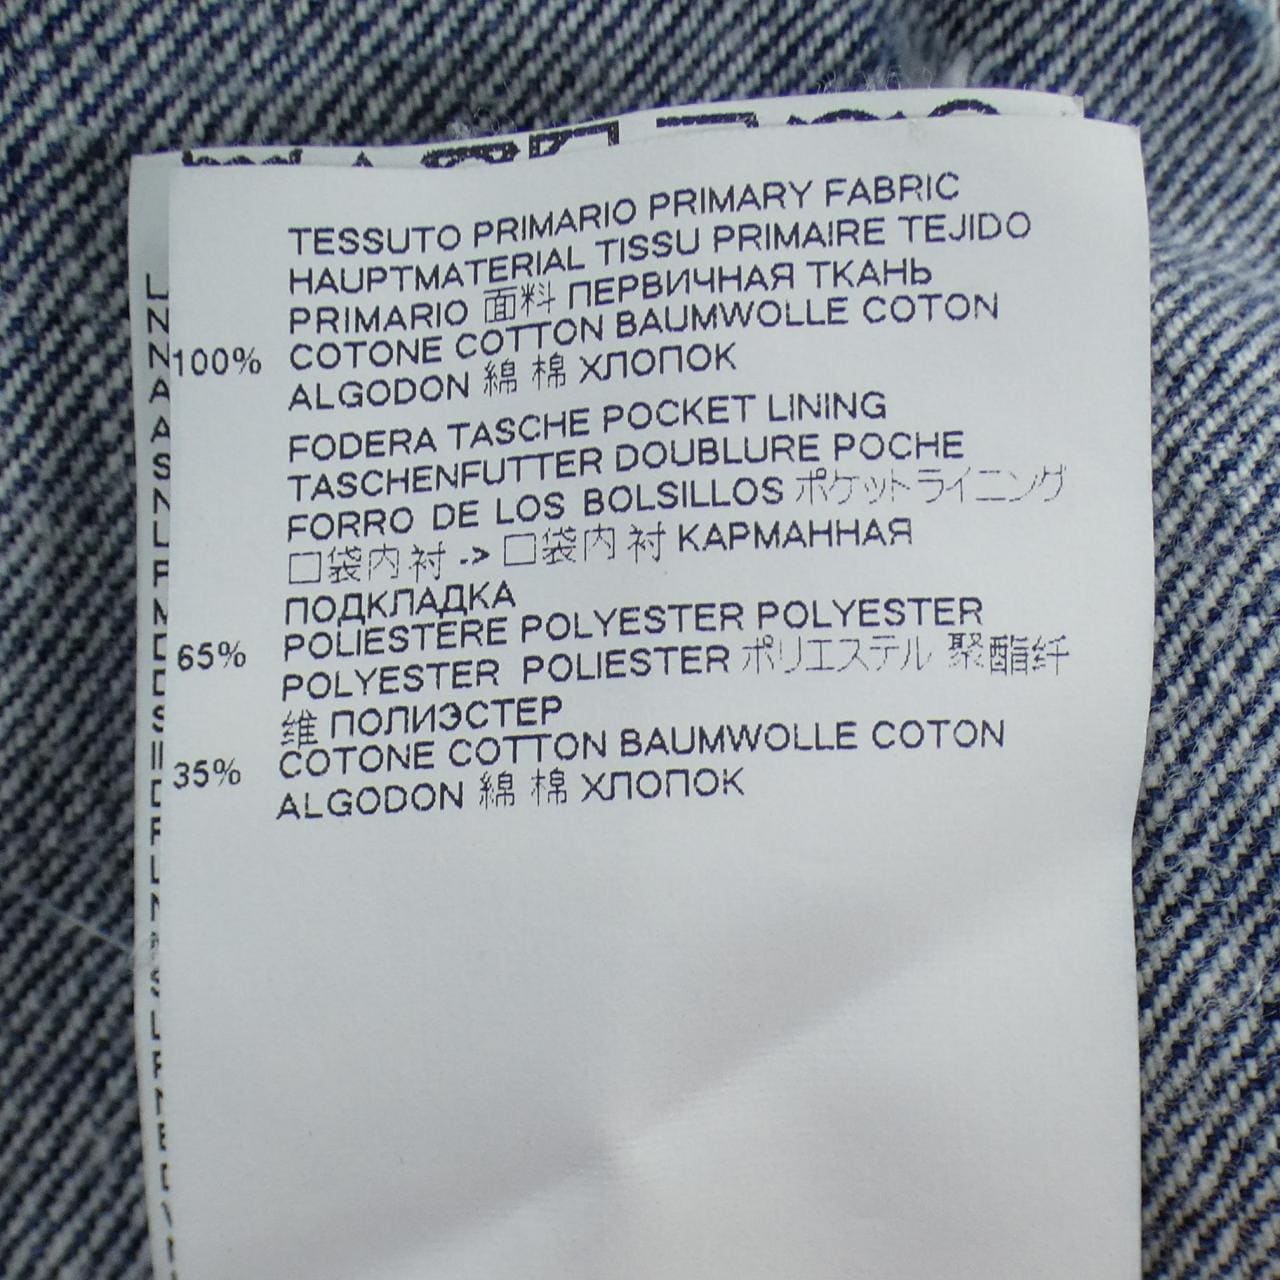 TESSUTO PRIMARIO PRIMARY FABRIC
HAUPTMATERIAL TISSU PRIMAIRE TEJIDO
PRIMARIO 面料 ПЕРВИЧНАЯ ТКАНЬ
100% COTONE COTTON BAUMWOLLE COTON
ALGODON 綿 棉 ХЛОПОК
FODERA TASCHE POCKET LINING
TASCHENFUTTER DOUBLURE POCHE
FORRO DE LOS BOLSILLOS ポケットライニング
口袋内衬 -> 口袋内衬 КАРМАННАЯ
ПОДКЛАДКА
65% POLIESTERE POLYESTER POLYESTER
POLYESTER POLIESTER ポリエステル 聚酯纤
维 ПОЛИЭСТЕР
35% COTONE COTTON BAUMWOLLE COTON
ALGODON 綿 棉 ХЛОПОК